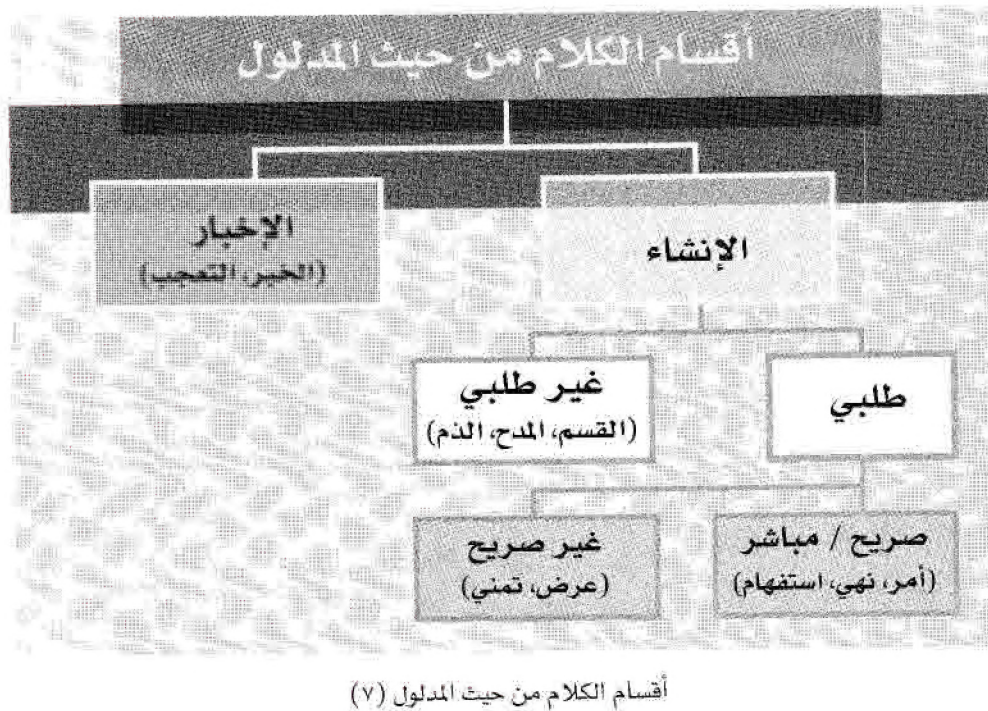 أقسام الكلام من حيث المدلول
الإنشاء
الإخبار
(الخبر، التعجب)
طلبي
غير طلبي
(القسم، المدح، الذم)
صريح / مباشر
(أمر، نهي، استفهام)
غير صريح
(عرض، تمني)
أقسام الكلام من حيث المدلول (٧)